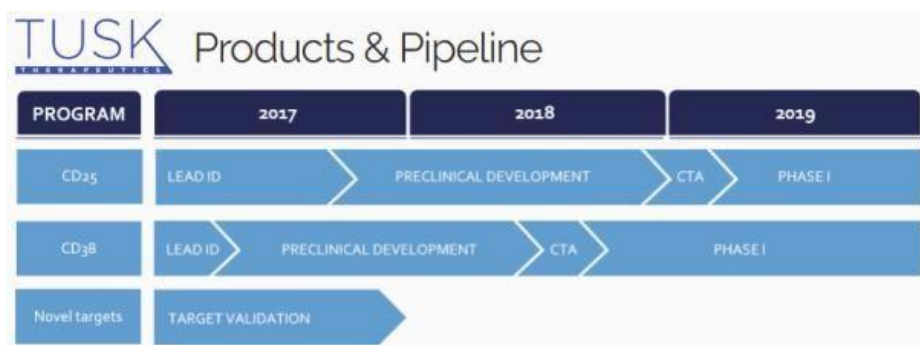 TUSK Products & Pipeline
THERAPEUTICS
PROGRAM 2017 2018 2019
CD25 LEAD ID PRECLINICAL DEVELOPMENT CTA PHASE I
CD38 LEAD ID PRECLINICAL DEVELOPMENT CTA PHASE I
Novel targets TARGET VALIDATION